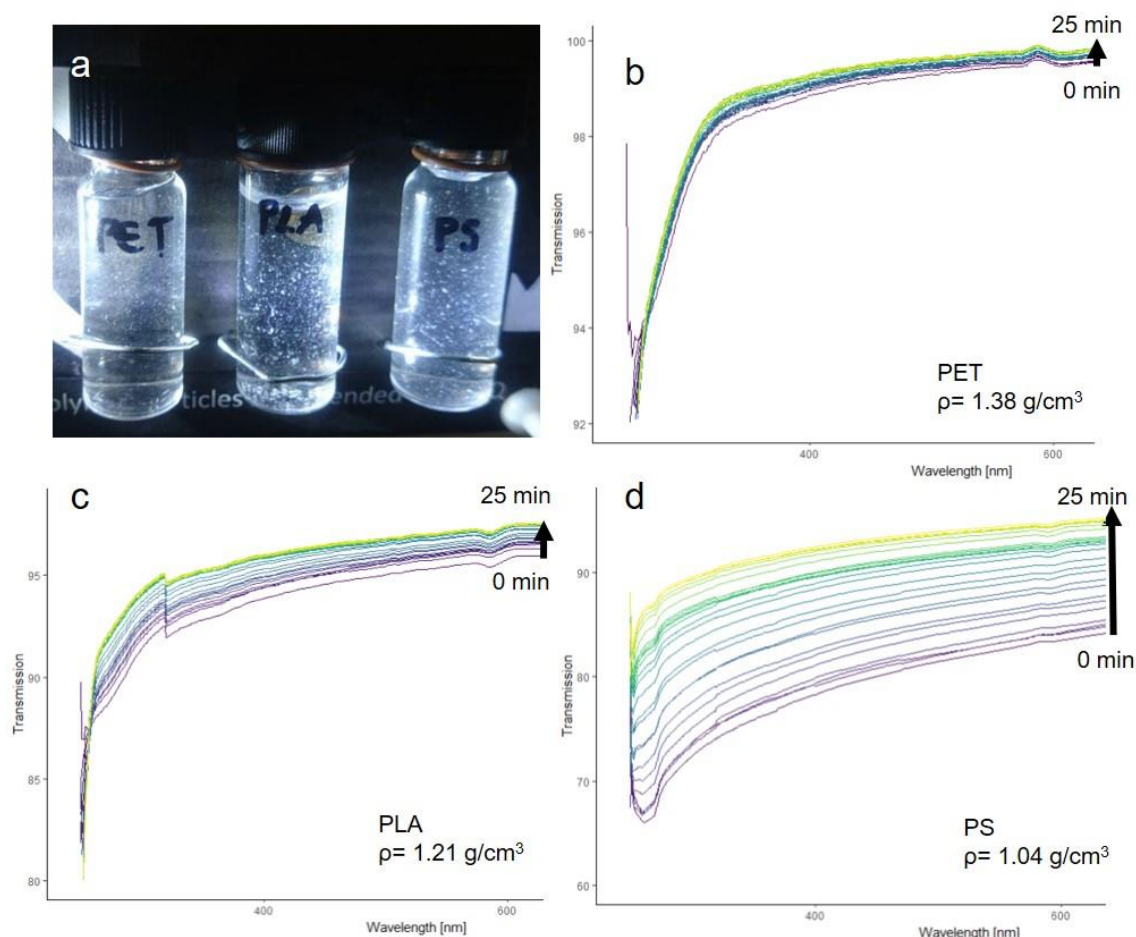 a
PET
PLA
PS
b
25 min
0 min
100
98
96
94
92
Transmission
400
600
Wavelength [nm]
PET
ρ= 1.38 g/cm³
c
25 min
0 min
95
90
85
80
Transmission
400
600
Wavelength [nm]
PLA
ρ= 1.21 g/cm³
d
25 min
0 min
90
80
70
60
Transmission
400
600
Wavelength [nm]
PS
ρ= 1.04 g/cm³